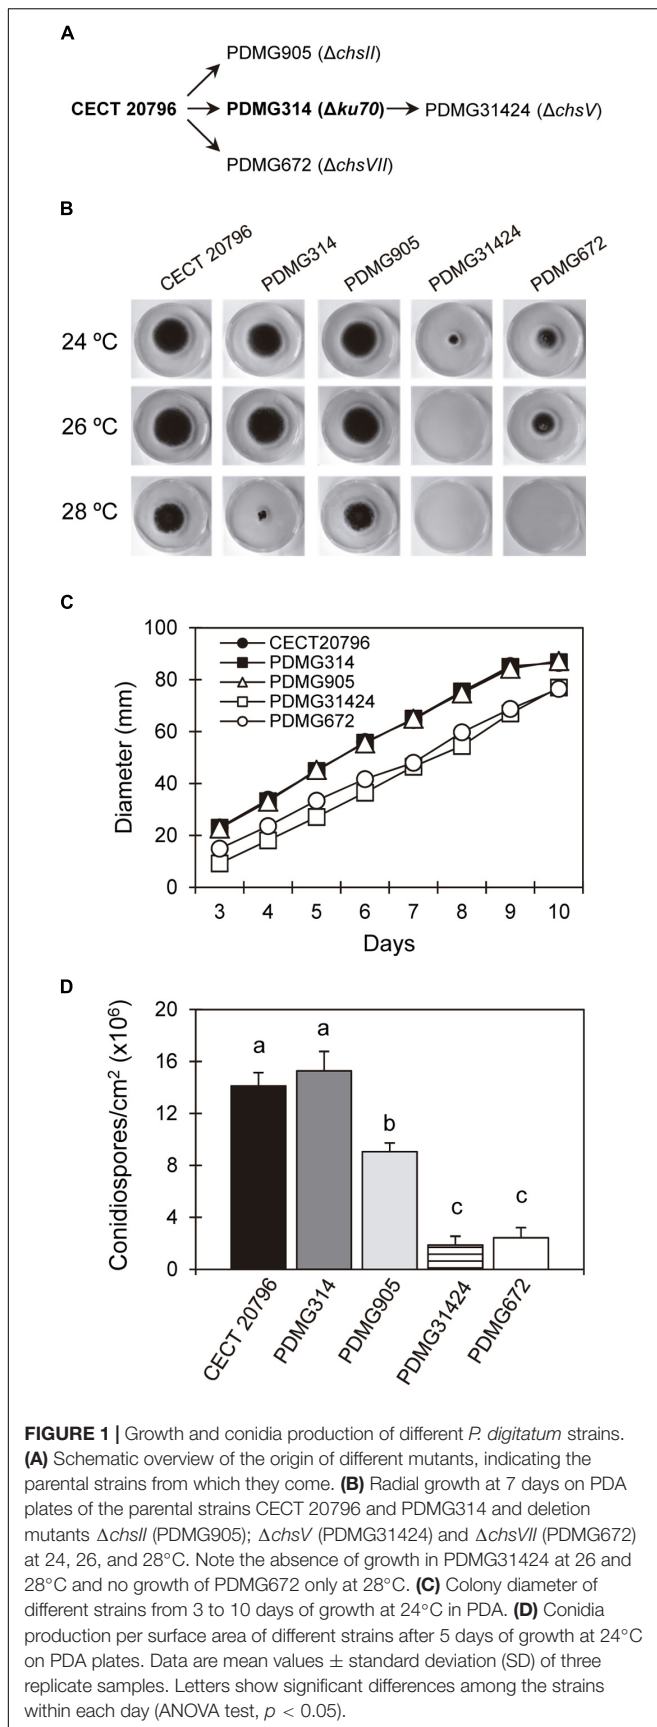 A
PDMG905 (ΔchsII)
CECT 20796 PDMG314 (Δku70) PDMG31424 (ΔchsV)
PDMG672 (ΔchsVII)
B
CECT 20796 PDMG314 PDMG905 PDMG31424 PDMG672
24 ºC
26 ºC
28 ºC
C
100
80
60
40
20
0
Diameter (mm)
CECT20796
PDMG314
PDMG905
PDMG31424
PDMG672
3 4 5 6 7 8 9 10
Days
D
20
16
12
8
4
0
Conidiospores/cm² (x10⁶)
a a b c c
CECT 20796 PDMG314 PDMG905 PDMG31424 PDMG672
FIGURE 1 | Growth and conidia production of different P. digitatum strains.
(A) Schematic overview of the origin of different mutants, indicating the
parental strains from which they come. (B) Radial growth at 7 days on PDA
plates of the parental strains CECT 20796 and PDMG314 and deletion
mutants ΔchsII (PDMG905); ΔchsV (PDMG31424) and ΔchsVII (PDMG672)
at 24, 26, and 28°C. Note the absence of growth in PDMG31424 at 26 and
28°C and no growth of PDMG672 only at 28°C. (C) Colony diameter of
different strains from 3 to 10 days of growth at 24°C in PDA. (D) Conidia
production per surface area of different strains after 5 days of growth at 24°C
on PDA plates. Data are mean values ± standard deviation (SD) of three
replicate samples. Letters show significant differences among the strains
within each day (ANOVA test, p < 0.05).